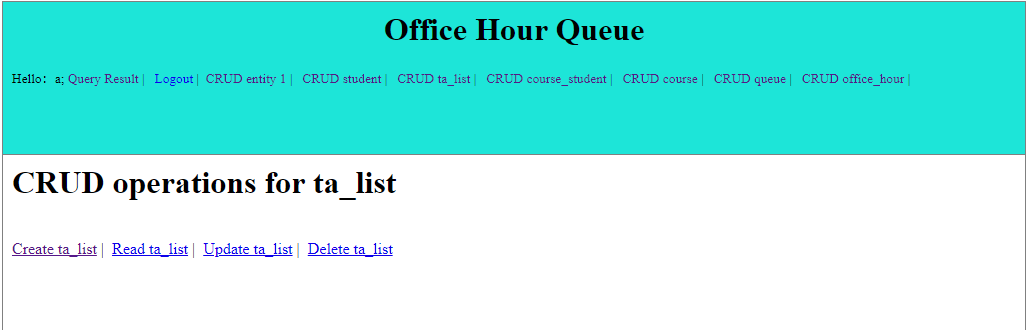 Office Hour Queue
Hello: a; Query Result | Logout | CRUD entity 1 | CRUD student | CRUD ta_list | CRUD course_student | CRUD course | CRUD queue | CRUD office_hour |
CRUD operations for ta_list
Create ta_list | Read ta_list | Update ta_list | Delete ta_list